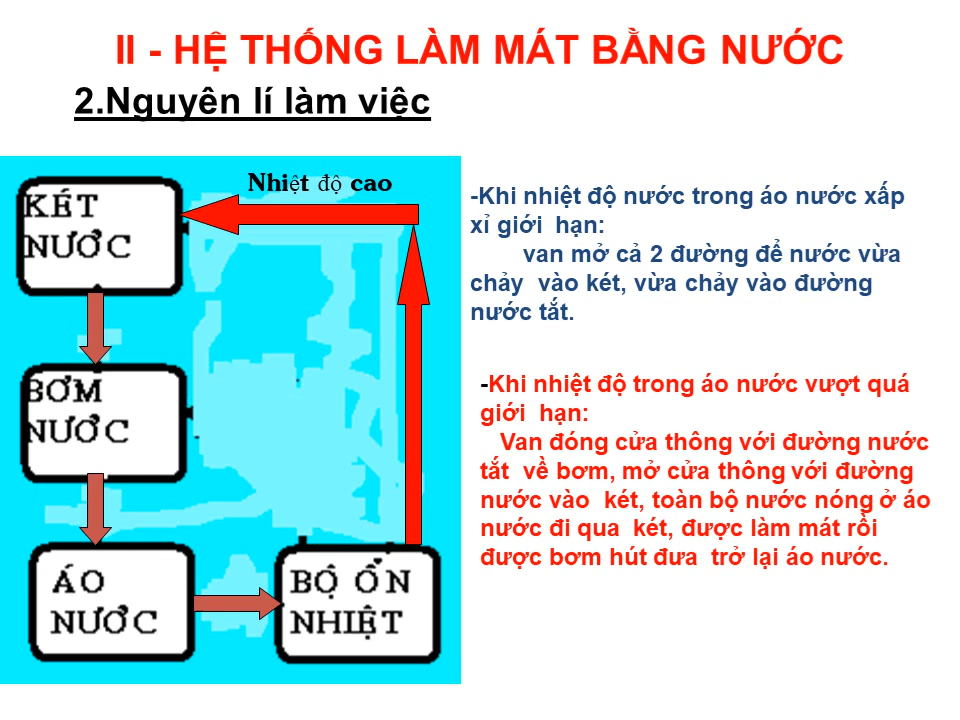 II - HỆ THỐNG LÀM MÁT BẰNG NƯỚC
2.Nguyên lí làm việc
Nhiệt độ cao
KÉT
NƯỚC
BƠM
NƯỚC
ÁO
NƯỚC
BỘ ỔN
NHIỆT
-Khi nhiệt độ nước trong áo nước xấp
xỉ giới hạn:
van mở cả 2 đường để nước vừa
chảy vào két, vừa chảy vào đường
nước tắt.
-Khi nhiệt độ trong áo nước vượt quá
giới hạn:
Van đóng cửa thông với đường nước
tắt về bơm, mở cửa thông với đường
nước vào két, toàn bộ nước nóng ở áo
nước đi qua két, được làm mát rồi
được bơm hút đưa trở lại áo nước.